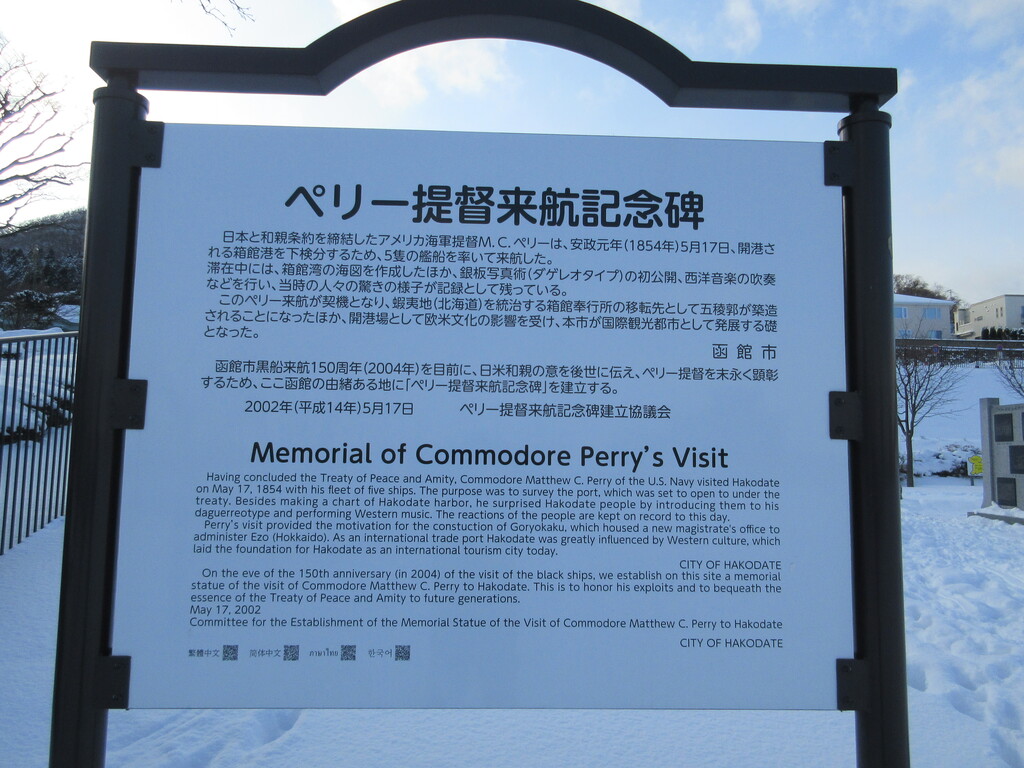 ペリー提督来航記念碑
日本と和親条約を締結したアメリカ海軍提督M.C.ペリーは、安政元年(1854年)5月17日、開港さ
れる箱館港を下検分するため、5隻の艦船を率いて来航した。
滞在中には、箱館湾の海図を作成したほか、銀板写真術(ダゲレオタイプ)の初公開、西洋音楽の吹奏
などを行い、当時の人々の驚きの様子が記録として残っている。
このペリー来航が契機となり、蝦夷地(北海道)を統治する箱館奉行所の移転先として五稜郭が築造
されることになったほか、開港場として欧米文化の影響を受け、本市が国際観光都市として発展する礎
となった。
函館市
函館市黒船来航150周年(2004年)を目前に、日米和親の意を後世に伝え、ペリー提督を末永く顕彰
するため、ここ函館の由緒ある地に「ペリー提督来航記念碑」を建立する。
2002年(平成14年)5月17日 ペリー提督来航記念碑建立協議会
Memorial of Commodore Perry's Visit
Having concluded the Treaty of Peace and Amity, Commodore Matthew C. Perry of the U.S. Navy visited Hakodate
on May 17, 1854 with his fleet of five ships. The purpose was to survey the port, which was set to open to under the
treaty. Besides making a chart of Hakodate harbor, he surprised Hakodate people by introducing them to his
daguerreotype and performing Western music. The reactions of the people are kept on record to this day.
Perry's visit provided the motivation for the constuction of Goryokaku, which housed a new magistrate's office to
administer Ezo (Hokkaido). As an international trade port Hakodate was greatly influenced by Western culture, which
laid the foundation for Hakodate as an international tourism city today.
CITY OF HAKODATE
On the eve of the 150th anniversary (in 2004) of the visit of the black ships, we establish on this site a memorial
statue of the visit of Commodore Matthew C. Perry to Hakodate. This is to honor his exploits and to bequeath the
essence of the Treaty of Peace and Amity to future generations.
May 17, 2002
Committee for the Establishment of the Memorial Statue of the Visit of Commodore Matthew C. Perry to Hakodate
CITY OF HAKODATE
繁體中文 简体中文 ภาษาไทย 한국어